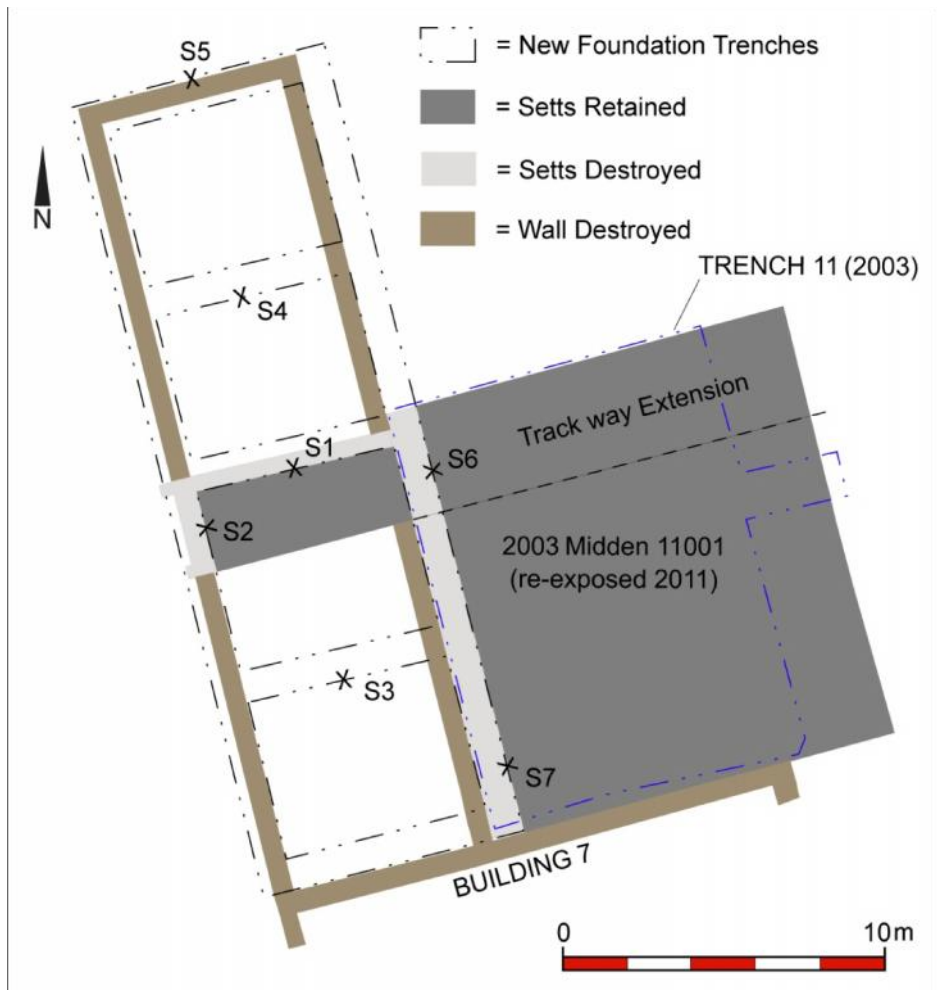 S5
= New Foundation Trenches
= Setts Retained
= Setts Destroyed
= Wall Destroyed
N
TRENCH 11 (2003)
S4
Track way Extension
S1
S6
S2
2003 Midden 11001
(re-exposed 2011)
S3
S7
BUILDING 7
0 10m